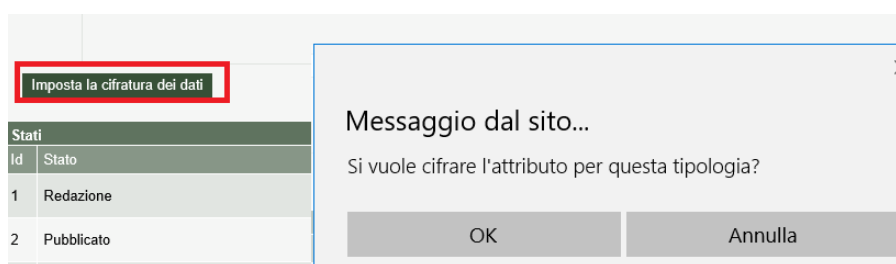 Imposta la cifratura dei dati
Messaggio dal sito...
Si vuole cifrare l'attributo per questa tipologia?
OK Annulla
Stati
Id Stato
1 Redazione
2 Pubblicato